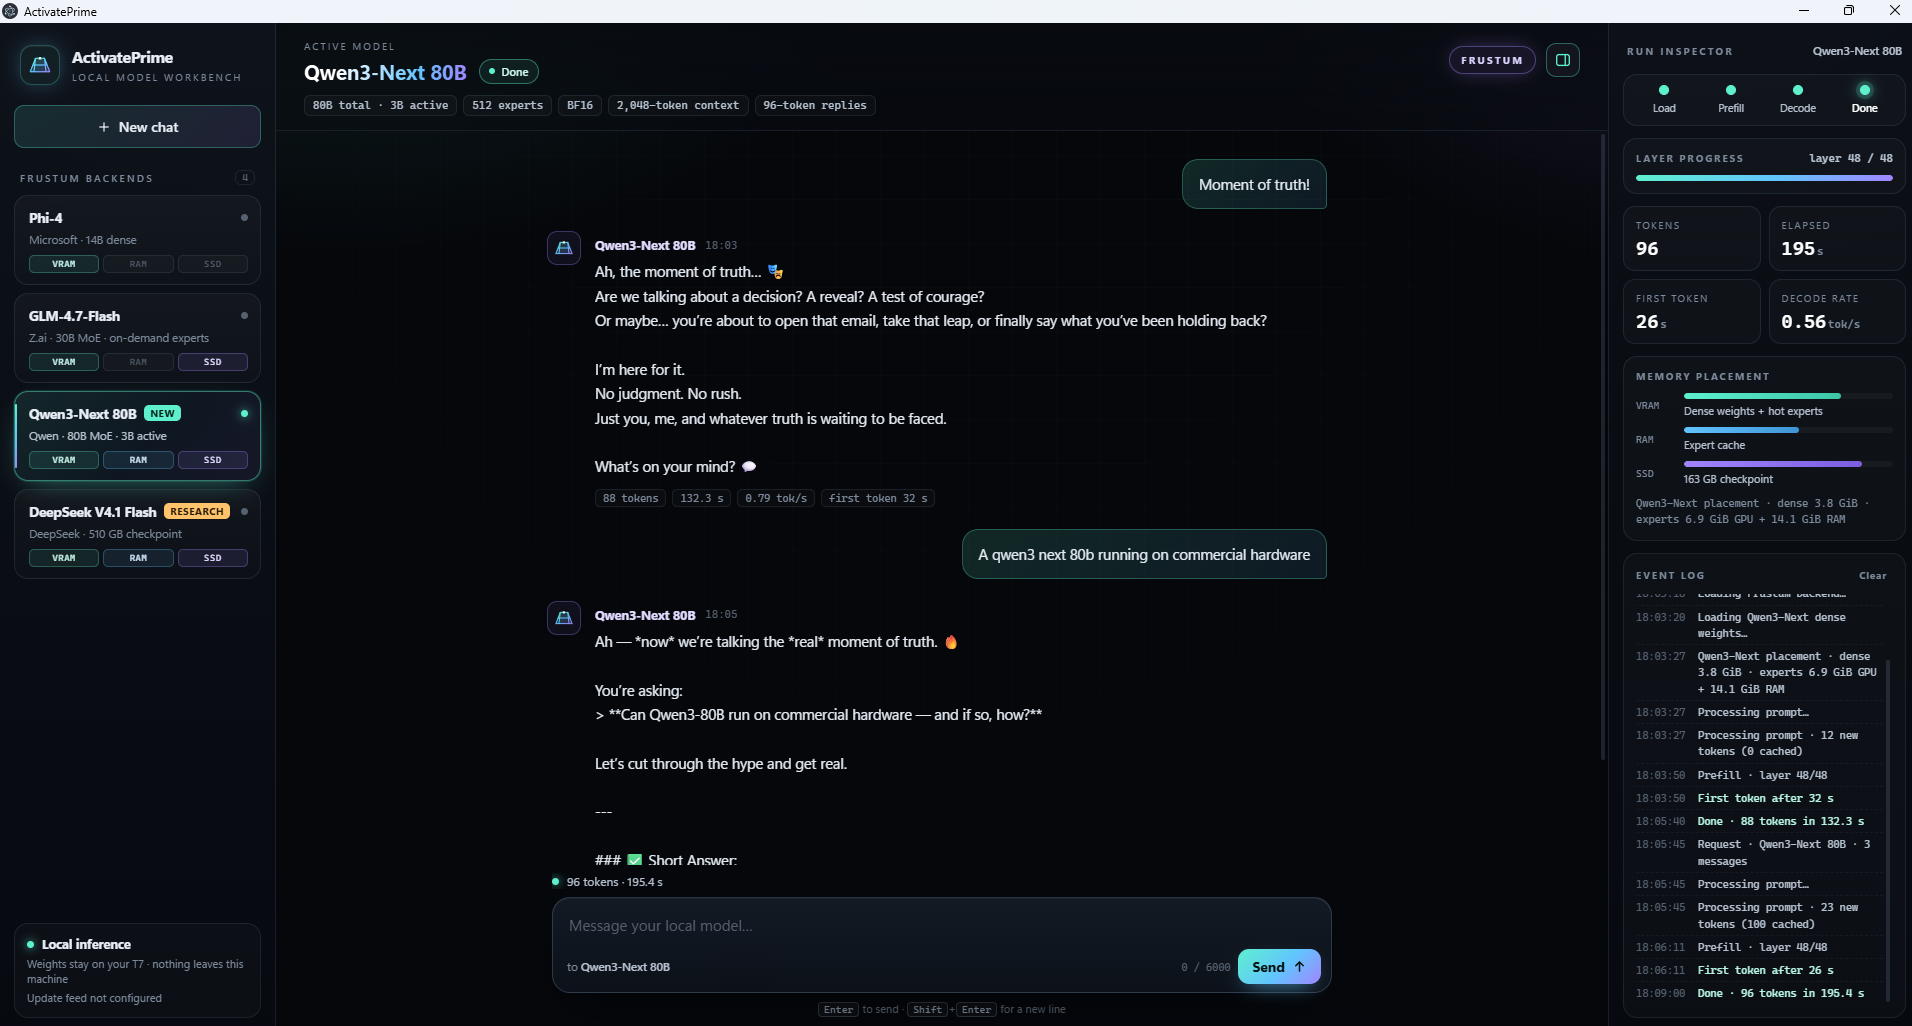 ActivatePrime
ActivatePrime
LOCAL MODEL WORKBENCH
+ New chat
FRUSTUM BACKENDS 4
Phi-4
Microsoft · 14B dense
VRAM RAM SSD
GLM-4.7-Flash
Z.ai · 30B MoE · on-demand experts
VRAM RAM SSD
Qwen3-Next 80B NEW
Qwen · 80B MoE · 3B active
VRAM RAM SSD
DeepSeek V4.1 Flash RESEARCH
DeepSeek · 510 GB checkpoint
VRAM RAM SSD
Local inference
Weights stay on your T7 · nothing leaves this
machine
Update feed not configured
ACTIVE MODEL
Qwen3-Next 80B Done
80B total · 3B active 512 experts BF16 2,048-token context 96-token replies
FRUSTUM
Moment of truth!
Qwen3-Next 80B 18:03
Ah, the moment of truth... 🎭
Are we talking about a decision? A reveal? A test of courage?
Or maybe... you're about to open that email, take that leap, or finally say what you've been holding back?
I'm here for it.
No judgment. No rush.
Just you, me, and whatever truth is waiting to be faced.
What's on your mind? 💬
88 tokens 132.3 s 0.79 tok/s first token 32 s
A qwen3 next 80b running on commercial hardware
Qwen3-Next 80B 18:05
Ah — *now* we're talking the *real* moment of truth. 🔥
You're asking:
> **Can Qwen3-80B run on commercial hardware — and if so, how?**
Let's cut through the hype and get real.
---
### ✅ Short Answer:
96 tokens · 195.4 s
Message your local model...
to Qwen3-Next 80B
0 / 6000
Send ↑
Enter to send · Shift + Enter for a new line
RUN INSPECTOR Qwen3-Next 80B
Load Prefill Decode Done
LAYER PROGRESS layer 48 / 48
TOKENS
96
ELAPSED
195 s
FIRST TOKEN
26 s
DECODE RATE
0.56 tok/s
MEMORY PLACEMENT
VRAM
Dense weights + hot experts
RAM
Expert cache
SSD
163 GB checkpoint
Qwen3-Next placement · dense 3.8 GiB ·
experts 6.9 GiB GPU + 14.1 GiB RAM
EVENT LOG Clear
Loading Frustum backend…
18:03:20 Loading Qwen3-Next dense
weights…
18:03:27 Qwen3-Next placement · dense
3.8 GiB · experts 6.9 GiB GPU
+ 14.1 GiB RAM
18:03:27 Processing prompt…
18:03:27 Processing prompt · 12 new
tokens (0 cached)
18:03:50 Prefill · layer 48/48
18:03:50 First token after 32 s
18:05:40 Done · 88 tokens in 132.3 s
18:05:45 Request · Qwen3-Next 80B · 3
messages
18:05:45 Processing prompt…
18:05:45 Processing prompt · 23 new
tokens (100 cached)
18:06:11 Prefill · layer 48/48
18:06:11 First token after 26 s
18:09:00 Done · 96 tokens in 195.4 s